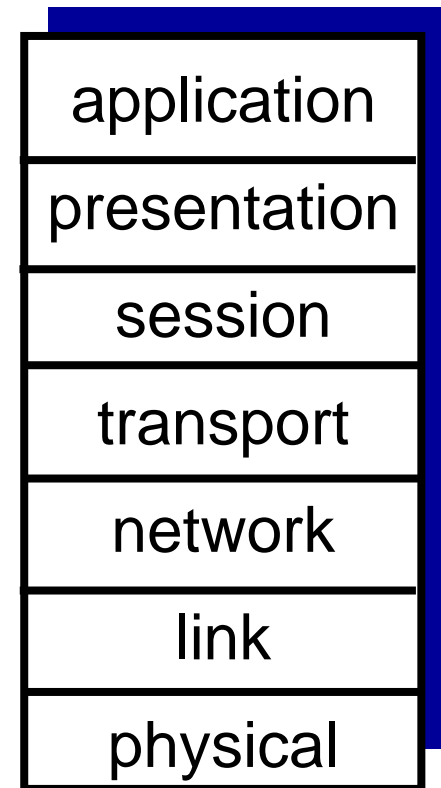 application
presentation
session
transport
network
link
physical